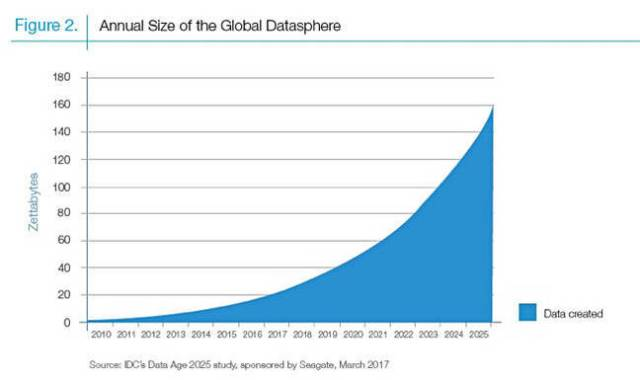 Figure 2. Annual Size of the Global Datasphere
180
160
140
120
100
80
60
40
20
0
Zettabytes
2010 2011 2012 2013 2014 2015 2016 2017 2018 2019 2020 2021 2022 2023 2024 2025
Data created
Source: IDC's Data Age 2025 study, sponsored by Seagate, March 2017